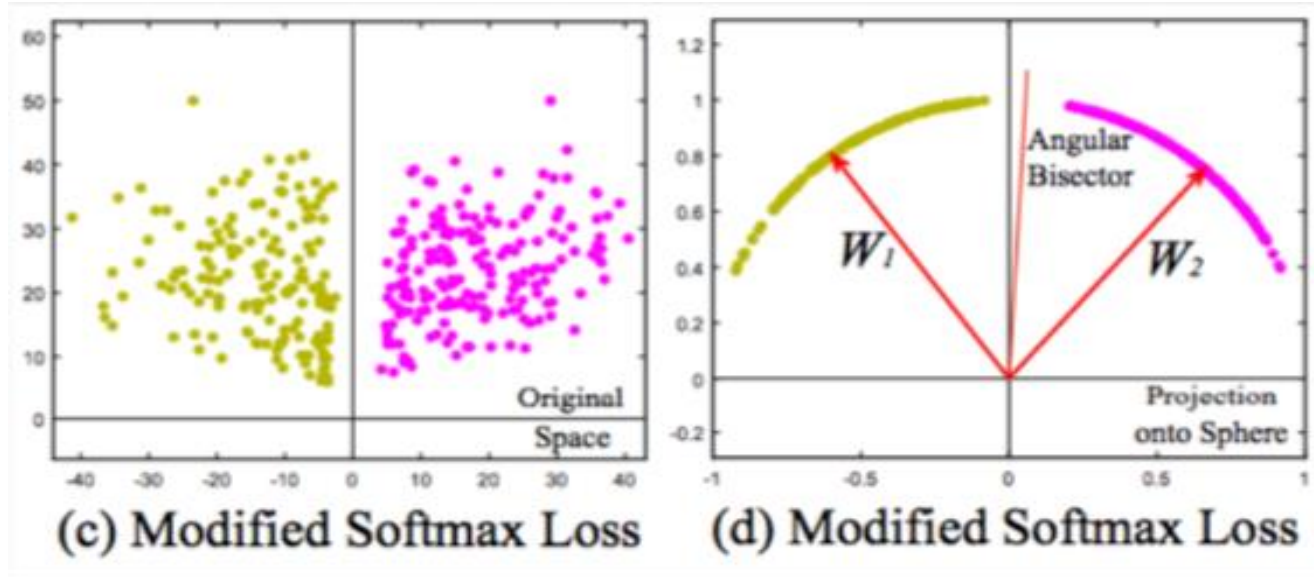 60
50
40
30
20
10
0
Original
Space
-40
-30
-20
-10
0
10
20
30
40
(c) Modified Softmax Loss
1.2
1
0.8
0.6
0.4
0.2
0
-0.2
Angular
Bisector
W1
W2
Projection
onto Sphere
-1
-0.5
0
0.5
1
(d) Modified Softmax Loss